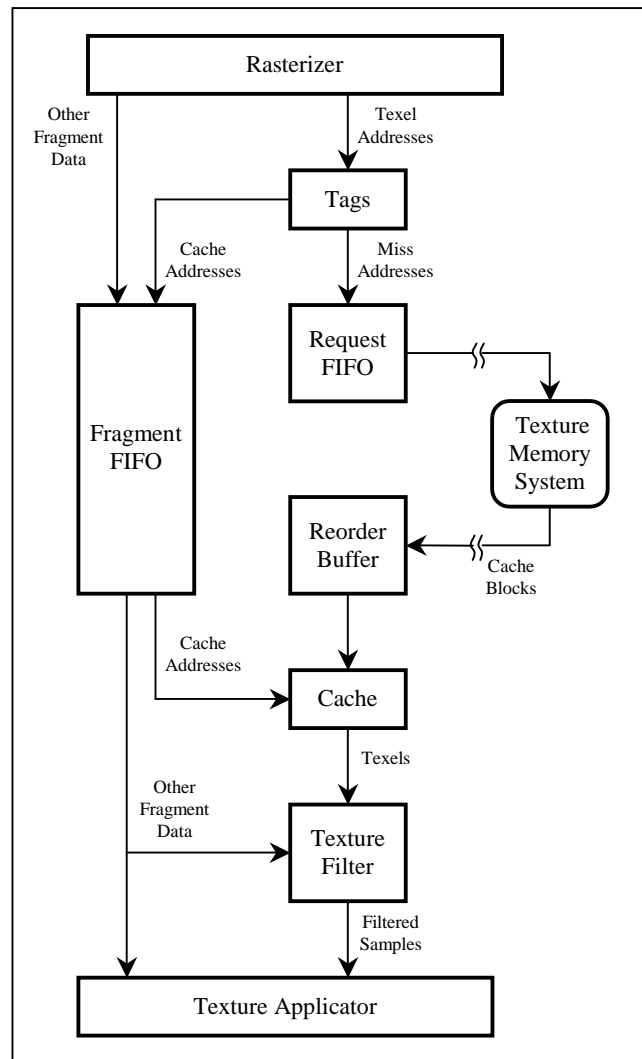 Rasterizer
Other
Fragment
Data
Texel
Addresses
Tags
Cache
Addresses
Miss
Addresses
Request
FIFO
Fragment
FIFO
Texture
Memory
System
Reorder
Buffer
Cache
Blocks
Cache
Addresses
Cache
Texels
Other
Fragment
Data
Texture
Filter
Filtered
Samples
Texture Applicator